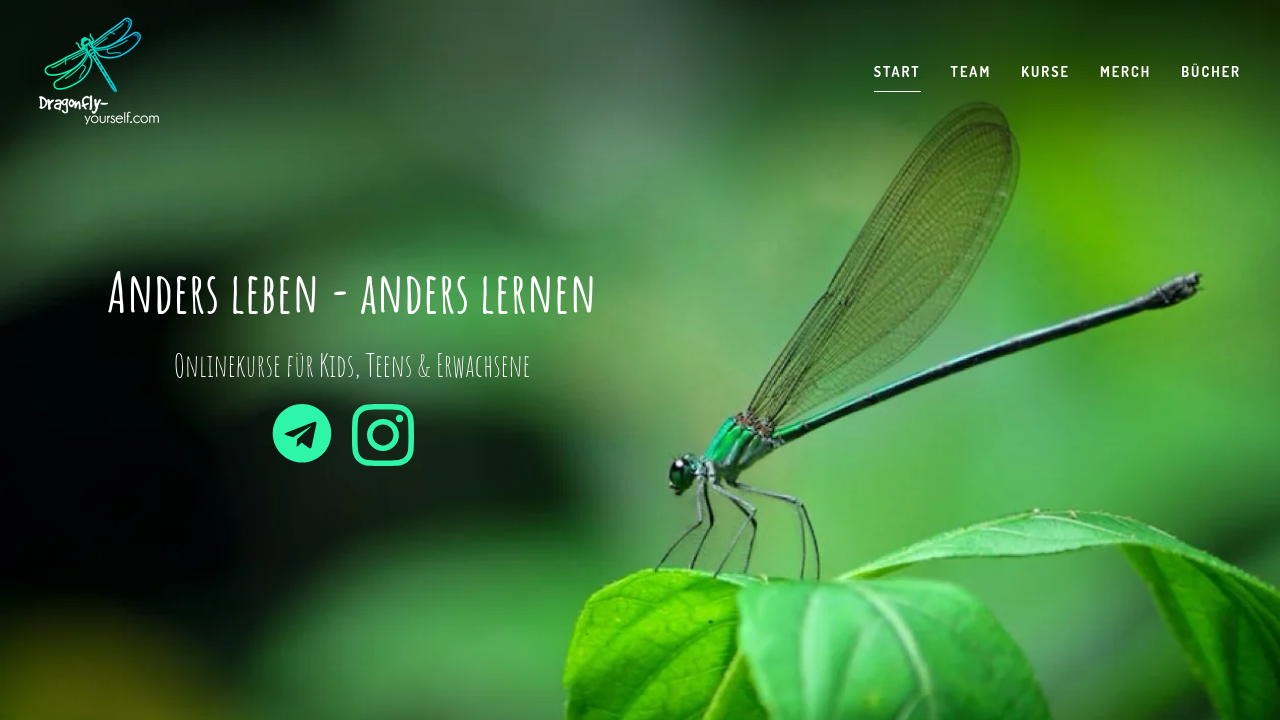 Dragonfly-
yourself.com
START TEAM KURSE MERCH BÜCHER
Anders leben - anders lernen
Onlinekurse für Kids, Teens & Erwachsene